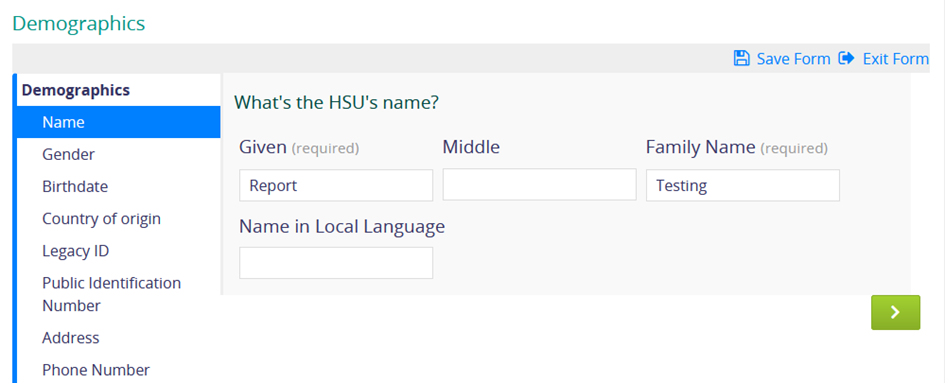 Demographics
Save Form Exit Form
Demographics
Name
Gender
Birthdate
Country of origin
Legacy ID
Public Identification
Number
Address
Phone Number
What's the HSU's name?
Given (required) Middle Family Name (required)
Report Testing
Name in Local Language